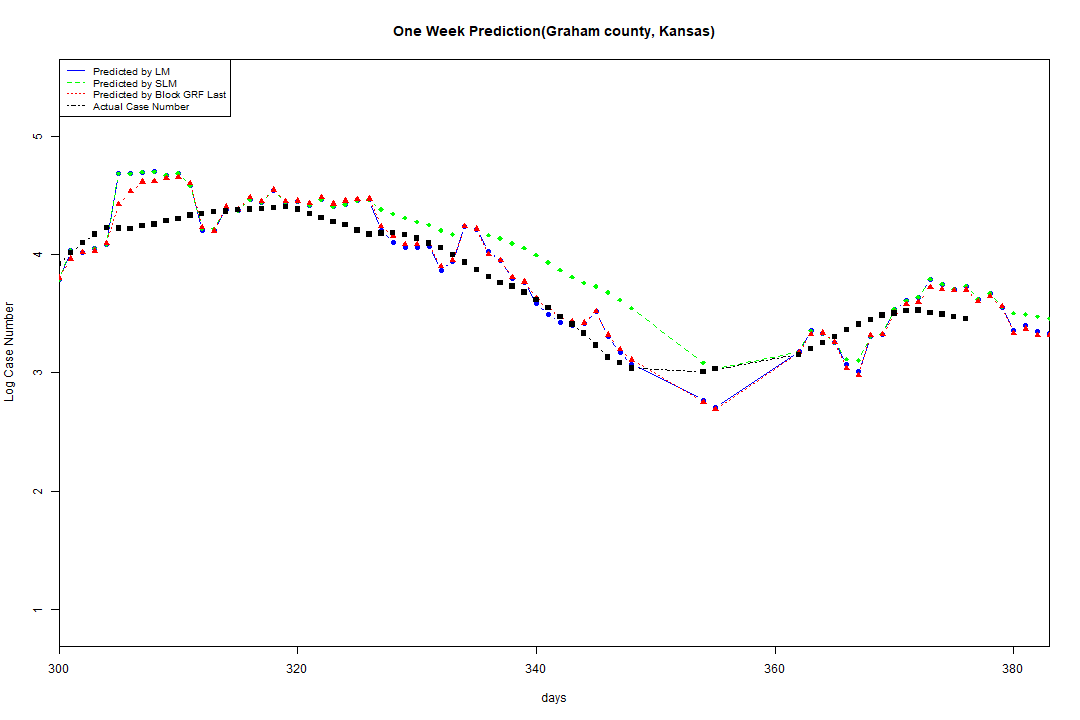 One Week Prediction(Graham county, Kansas)
Predicted by LM
Predicted by SLM
Predicted by Block GRF Last
Actual Case Number
5
4
3
2
1
Log Case Number
300 320 340 360 380
days